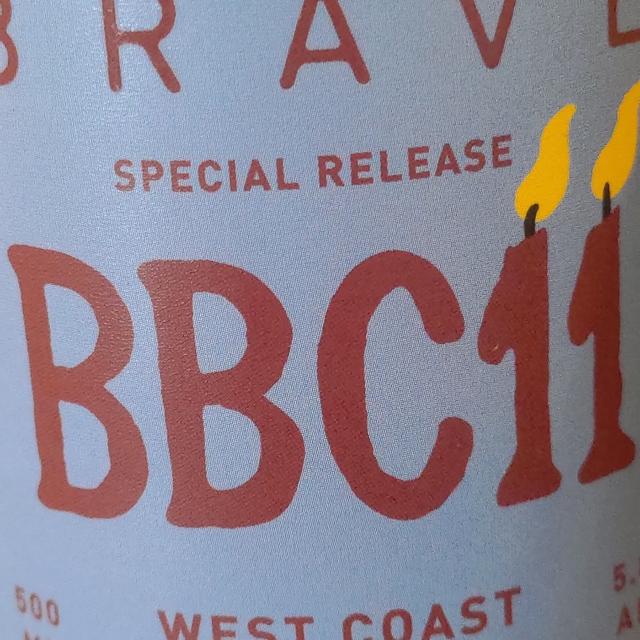 BRAVE
SPECIAL RELEASE
BBC11
500
WEST COAST